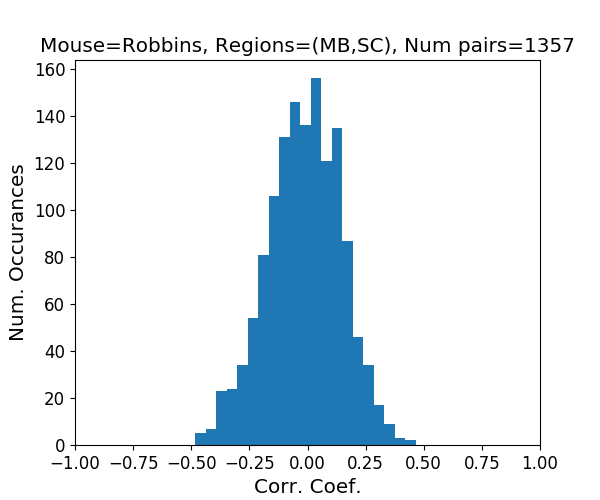 Mouse=Robbins, Regions=(MB,SC), Num pairs=1357
Num. Occurances
160
140
120
100
80
60
40
20
0
−1.00 −0.75 −0.50 −0.25 0.00 0.25 0.50 0.75 1.00
Corr. Coef.